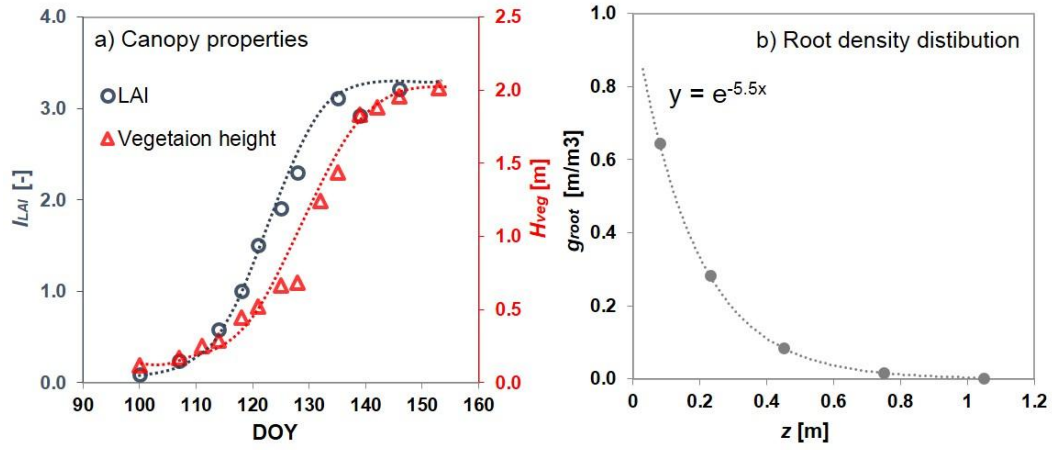 a) Canopy properties
LAI
Vegetaion height
4.0
3.0
2.0
1.0
0.0
I_LAI [-]
2.5
2.0
1.5
1.0
0.5
0.0
H_veg [m]
90 100 110 120 130 140 150 160
DOY
b) Root density distibution
y = e^-5.5x
1.0
0.8
0.6
0.4
0.2
0.0
g_root [m/m3]
0 0.2 0.4 0.6 0.8 1 1.2
z [m]